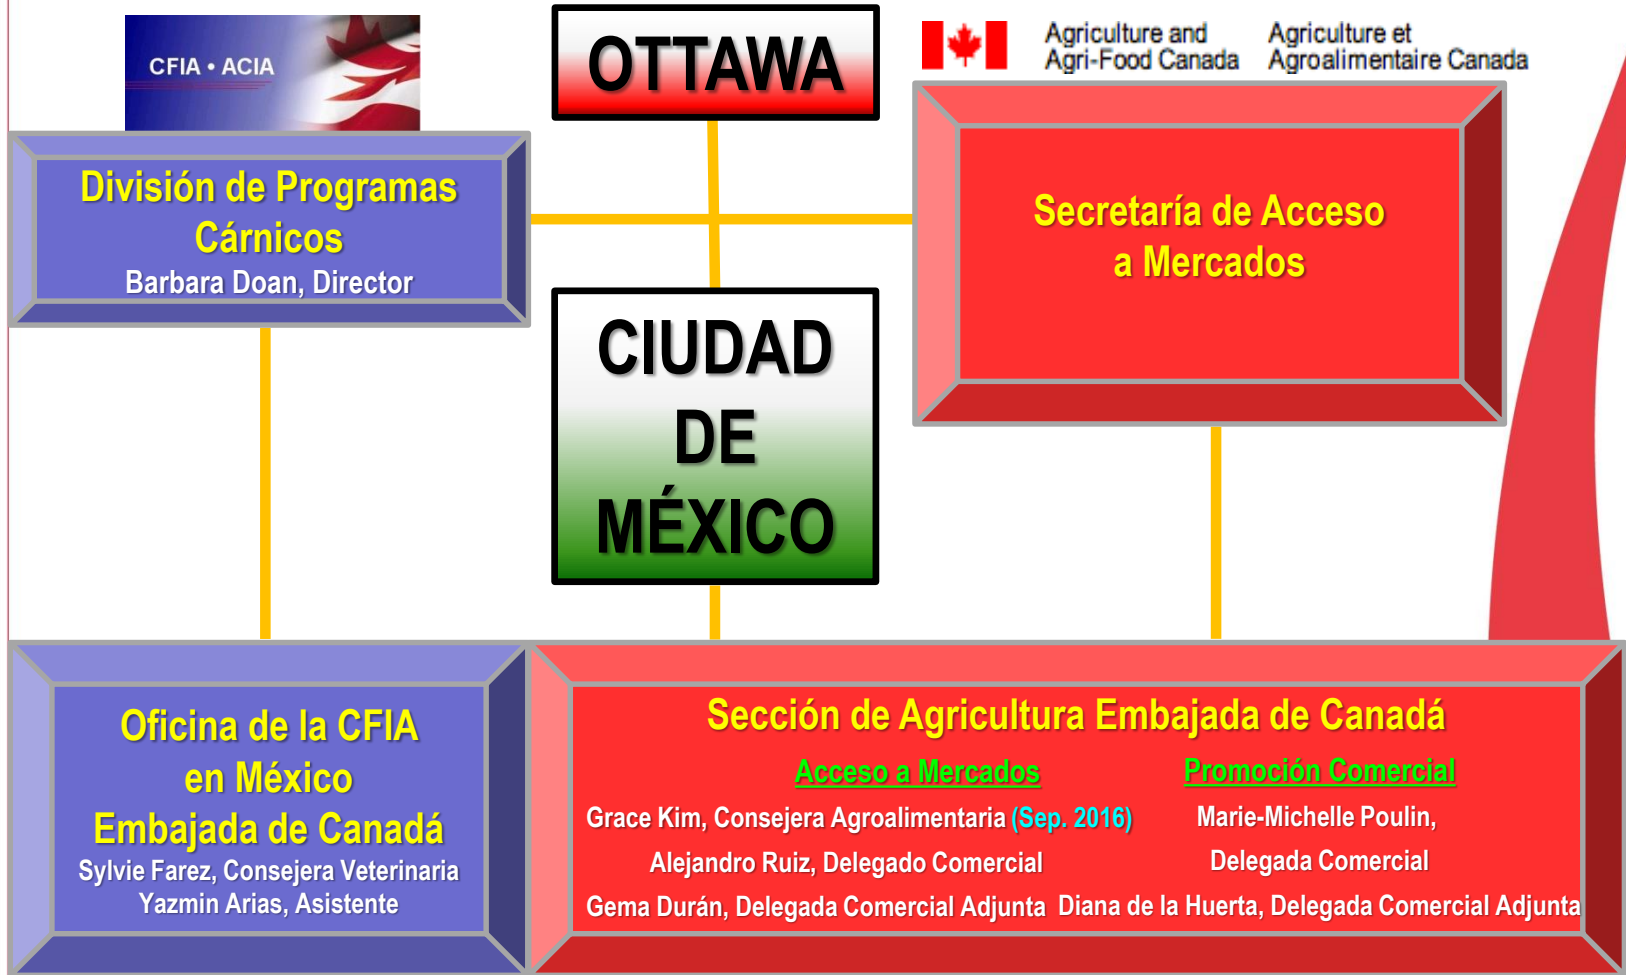 CFIA • ACIA
OTTAWA
Agriculture and
Agri-Food Canada
Agriculture et
Agroalimentaire Canada
División de Programas
Cárnicos
Barbara Doan, Director
Secretaría de Acceso
a Mercados
CIUDAD
DE
MÉXICO
Oficina de la CFIA
en México
Embajada de Canadá
Sylvie Farez, Consejera Veterinaria
Yazmin Arias, Asistente
Sección de Agricultura Embajada de Canadá
Acceso a Mercados
Grace Kim, Consejera Agroalimentaria (Sep. 2016)
Alejandro Ruiz, Delegado Comercial
Gema Durán, Delegada Comercial Adjunta
Promoción Comercial
Marie-Michelle Poulin,
Delegada Comercial
Diana de la Huerta, Delegada Comercial Adjunta